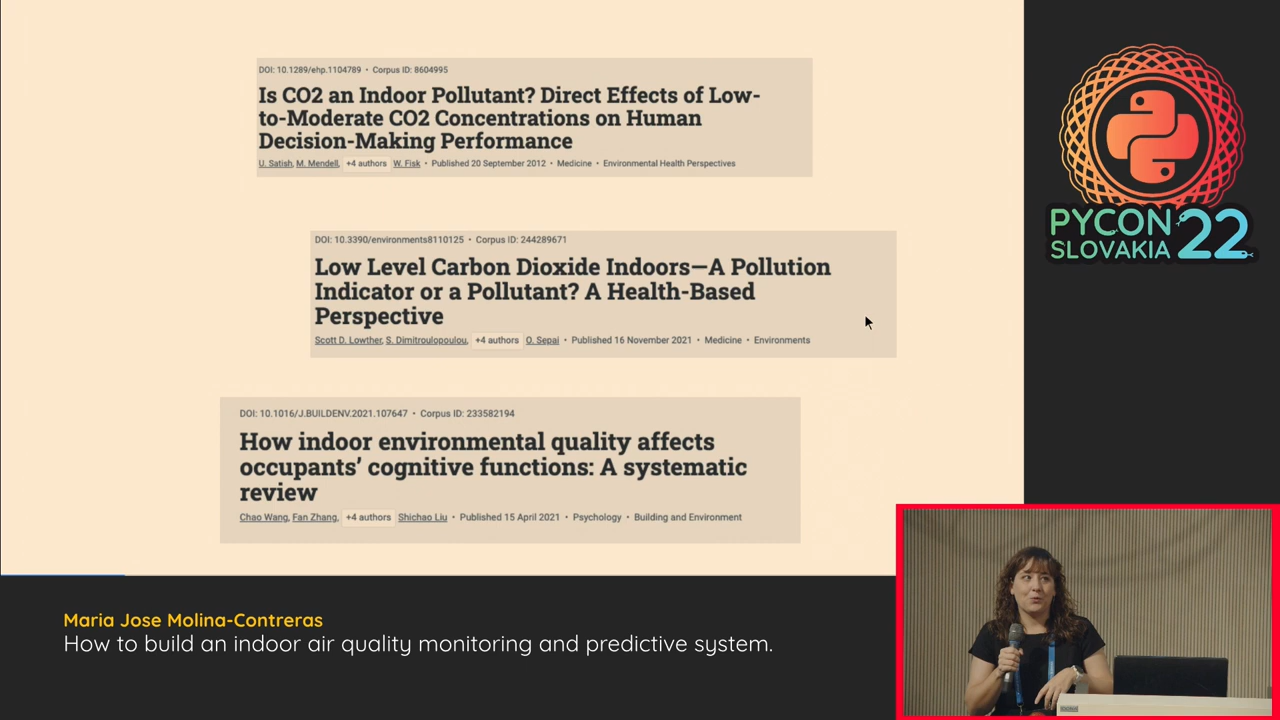 DOI: 10.1289/ehp.1104789 • Corpus ID: 8604995
Is CO2 an Indoor Pollutant? Direct Effects of Low-
to-Moderate CO2 Concentrations on Human
Decision-Making Performance
U. Satish, M. Mendell, +4 authors W. Fisk • Published 20 September 2012 • Medicine • Environmental Health Perspectives
DOI: 10.3390/environments8110125 • Corpus ID: 244289671
Low Level Carbon Dioxide Indoors—A Pollution
Indicator or a Pollutant? A Health-Based
Perspective
Scott D. Lowther, S. Dimitroulopoulou, +4 authors O. Sepai • Published 16 November 2021 • Medicine • Environments
DOI: 10.1016/J.BUILDENV.2021.107647 • Corpus ID: 233582194
How indoor environmental quality affects
occupants’ cognitive functions: A systematic
review
Chao Wang, Fan Zhang, +4 authors Shichao Liu • Published 15 April 2021 • Psychology • Building and Environment
PYCON
SLOVAKIA 22
Maria Jose Molina-Contreras
How to build an indoor air quality monitoring and predictive system.